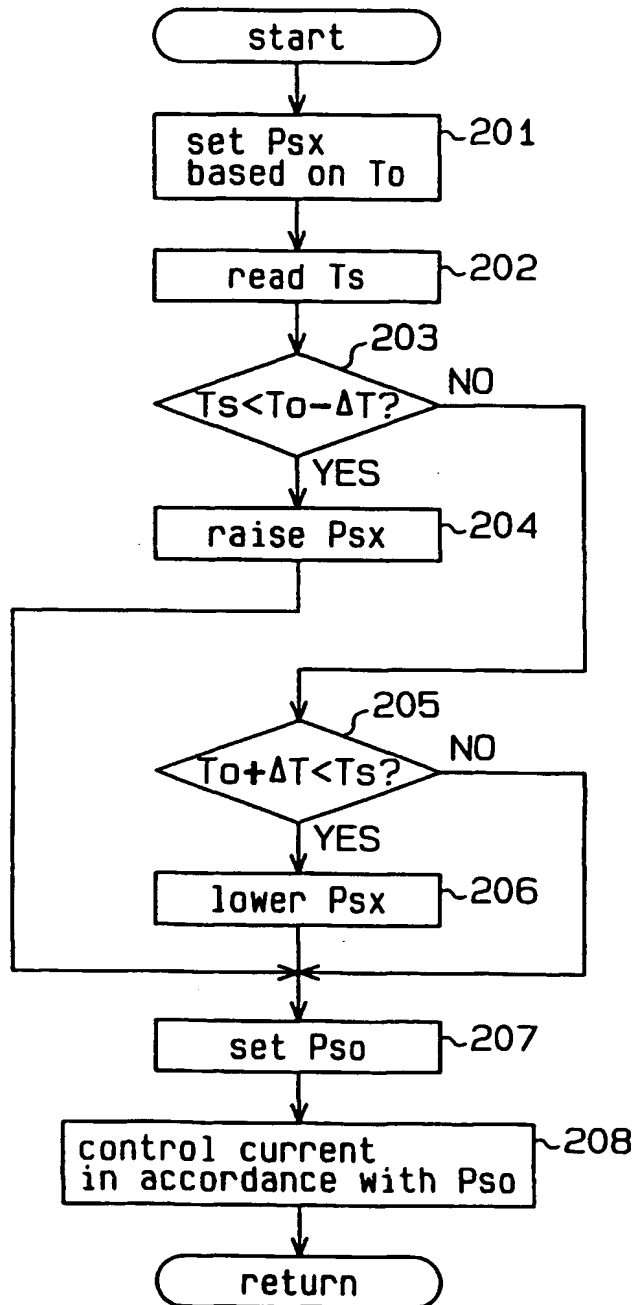 start
set Psx
based on To
201
read Ts
202
203
Ts<To-ΔT?
NO
YES
raise Psx
204
205
To+ΔT<Ts?
NO
YES
lower Psx
206
set Pso
207
control current
in accordance with Pso
208
return